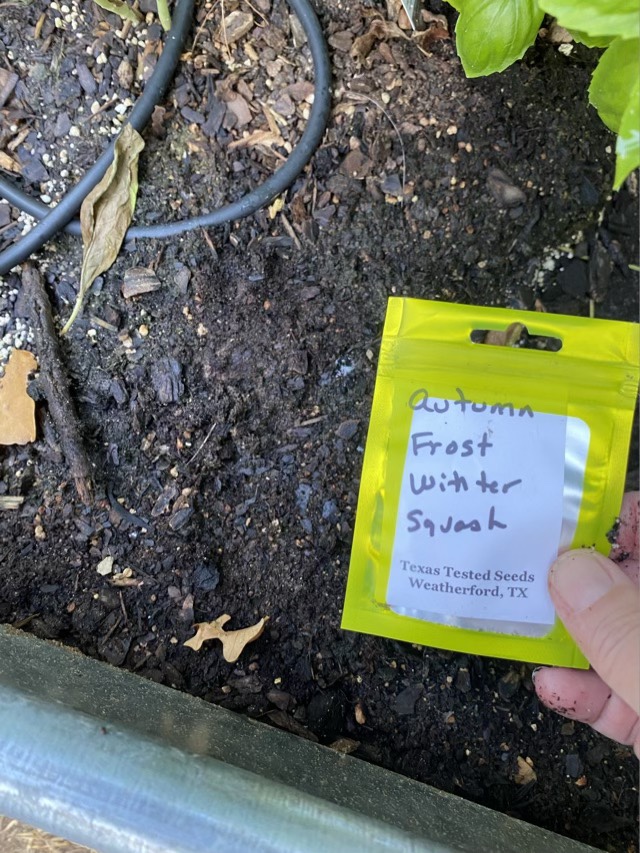 Autumn
Frost
Winter
Squash
Texas Tested Seeds
Weatherford, TX